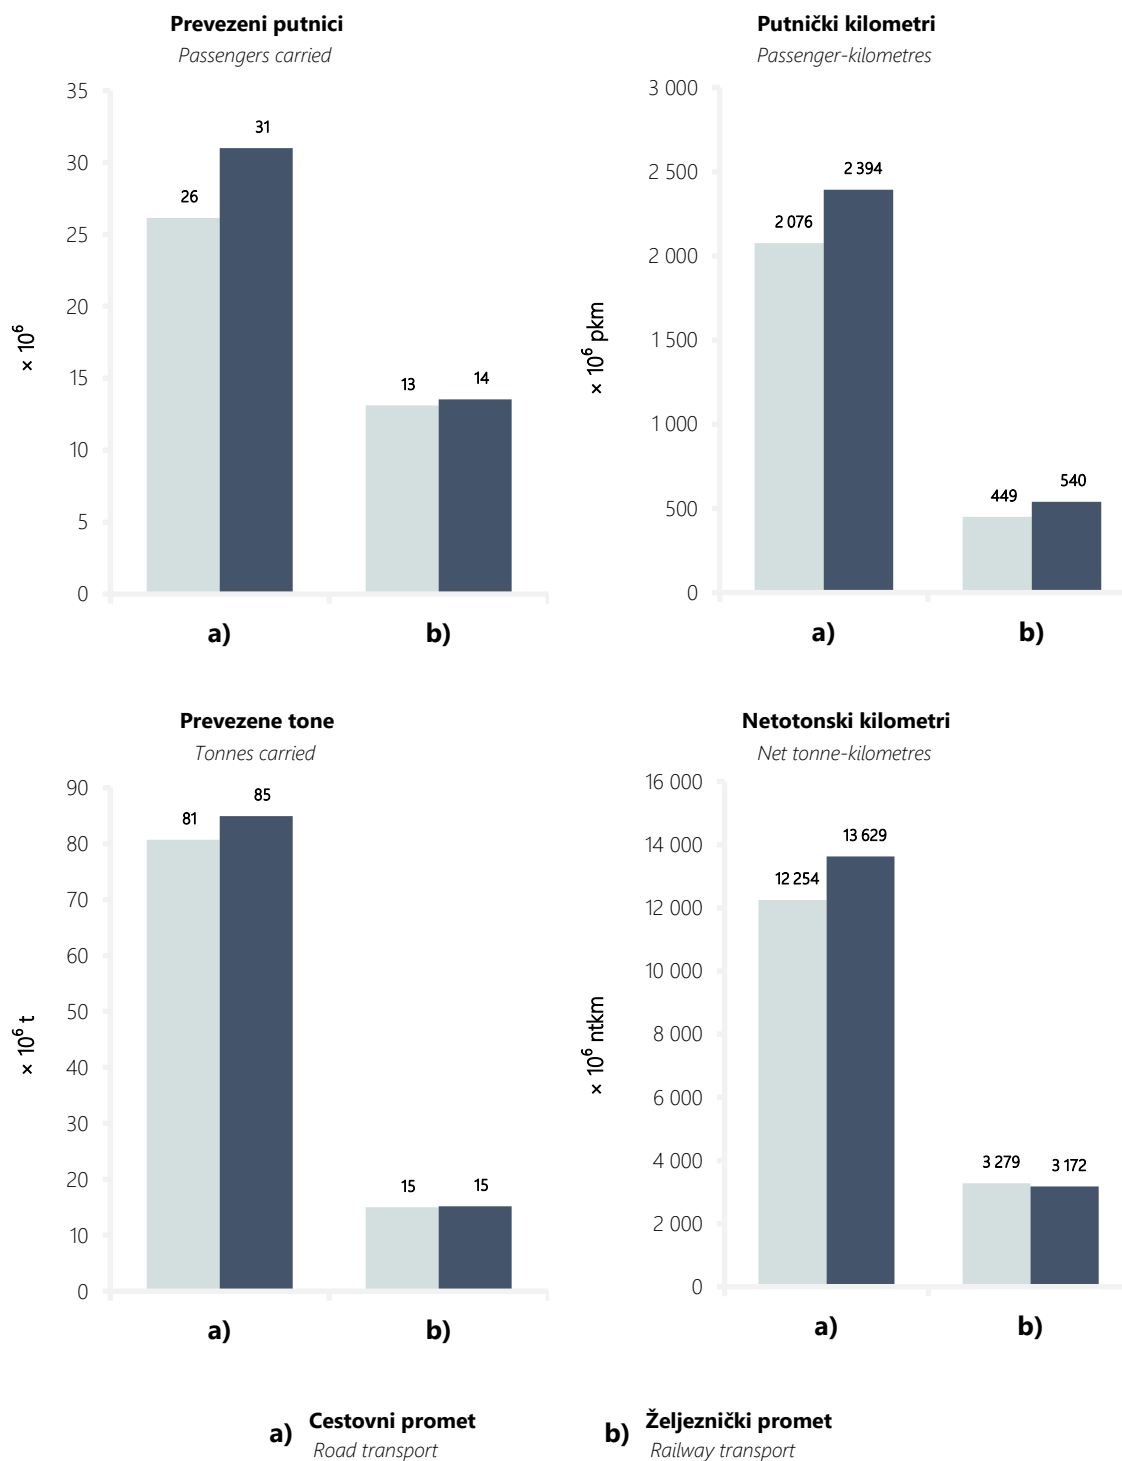 Prevezeni putnici
Passengers carried
35
30
25
20
15
10
5
0
× 10⁶
26
31
13
14
a)
b)
Putnički kilometri
Passenger-kilometres
3 000
2 500
2 000
1 500
1 000
500
0
× 10⁶ pkm
2 076
2 394
449
540
a)
b)
Prevezene tone
Tonnes carried
90
80
70
60
50
40
30
20
10
0
× 10⁶ t
81
85
15
15
a)
b)
Netotonski kilometri
Net tonne-kilometres
16 000
14 000
12 000
10 000
8 000
6 000
4 000
2 000
0
× 10⁶ ntkm
12 254
13 629
3 279
3 172
a)
b)
a) Cestovni promet
Road transport
b) Željeznički promet
Railway transport